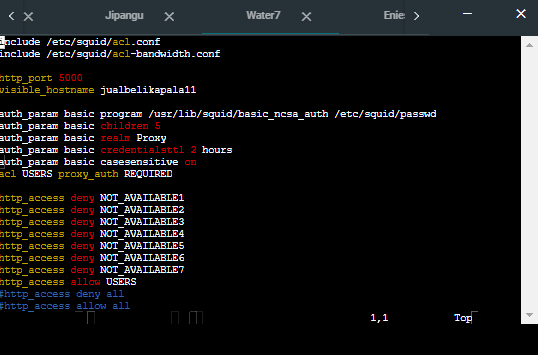 Jipangu Water7 Enie
include /etc/squid/acl.conf
include /etc/squid/acl-bandwidth.conf
http_port 5000
visible_hostname jualbelikapala11
auth_param basic program /usr/lib/squid/basic_ncsa_auth /etc/squid/passwd
auth_param basic children 5
auth_param basic realm Proxy
auth_param basic credentialsttl 2 hours
auth_param basic casesensitive on
acl USERS proxy_auth REQUIRED
http_access deny NOT_AVAILABLE1
http_access deny NOT_AVAILABLE2
http_access deny NOT_AVAILABLE3
http_access deny NOT_AVAILABLE4
http_access deny NOT_AVAILABLE5
http_access deny NOT_AVAILABLE6
http_access deny NOT_AVAILABLE7
http_access allow USERS
#http_access deny all
#http_access allow all
1,1 Top